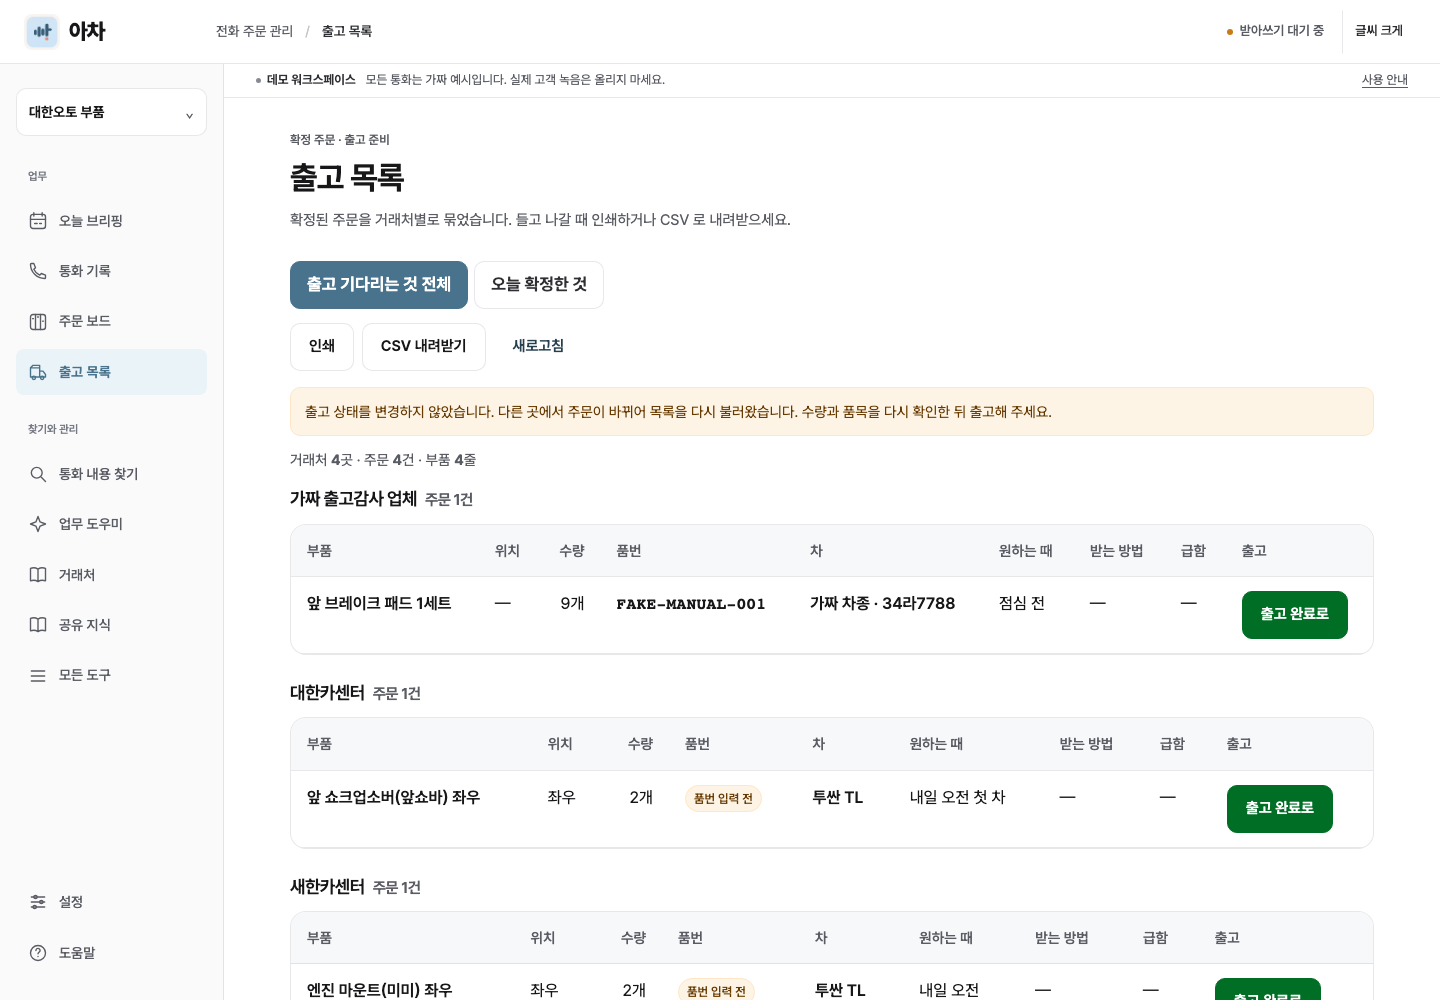 아차
전화 주문 관리 / 출고 목록
받아쓰기 대기 중
글씨 크게
데모 워크스페이스 모든 통화는 가짜 예시입니다. 실제 고객 녹음은 올리지 마세요.
사용 안내
대한오토 부품
업무
오늘 브리핑
통화 기록
주문 보드
출고 목록
찾기와 관리
통화 내용 찾기
업무 도우미
거래처
공유 지식
모든 도구
설정
도움말
확정 주문 · 출고 준비
출고 목록
확정된 주문을 거래처별로 묶었습니다. 들고 나갈 때 인쇄하거나 CSV 로 내려받으세요.
출고 기다리는 것 전체 오늘 확정한 것
인쇄 CSV 내려받기 새로고침
출고 상태를 변경하지 않았습니다. 다른 곳에서 주문이 바뀌어 목록을 다시 불러왔습니다. 수량과 품목을 다시 확인한 뒤 출고해 주세요.
거래처 4곳 · 주문 4건 · 부품 4줄
가짜 출고감사 업체 주문 1건
부품 위치 수량 품번 차 원하는 때 받는 방법 급함 출고
앞 브레이크 패드 1세트 — 9개 FAKE-MANUAL-001 가짜 차종 · 34라7788 점심 전 — — 출고 완료로
대한카센터 주문 1건
부품 위치 수량 품번 차 원하는 때 받는 방법 급함 출고
앞 쇼크업소버(앞쇼바) 좌우 좌우 2개 품번 입력 전 투싼 TL 내일 오전 첫 차 — — 출고 완료로
새한카센터 주문 1건
부품 위치 수량 품번 차 원하는 때 받는 방법 급함 출고
엔진 마운트(미미) 좌우 좌우 2개 품번 입력 전 투싼 TL 내일 오전 — — 출고 완료로